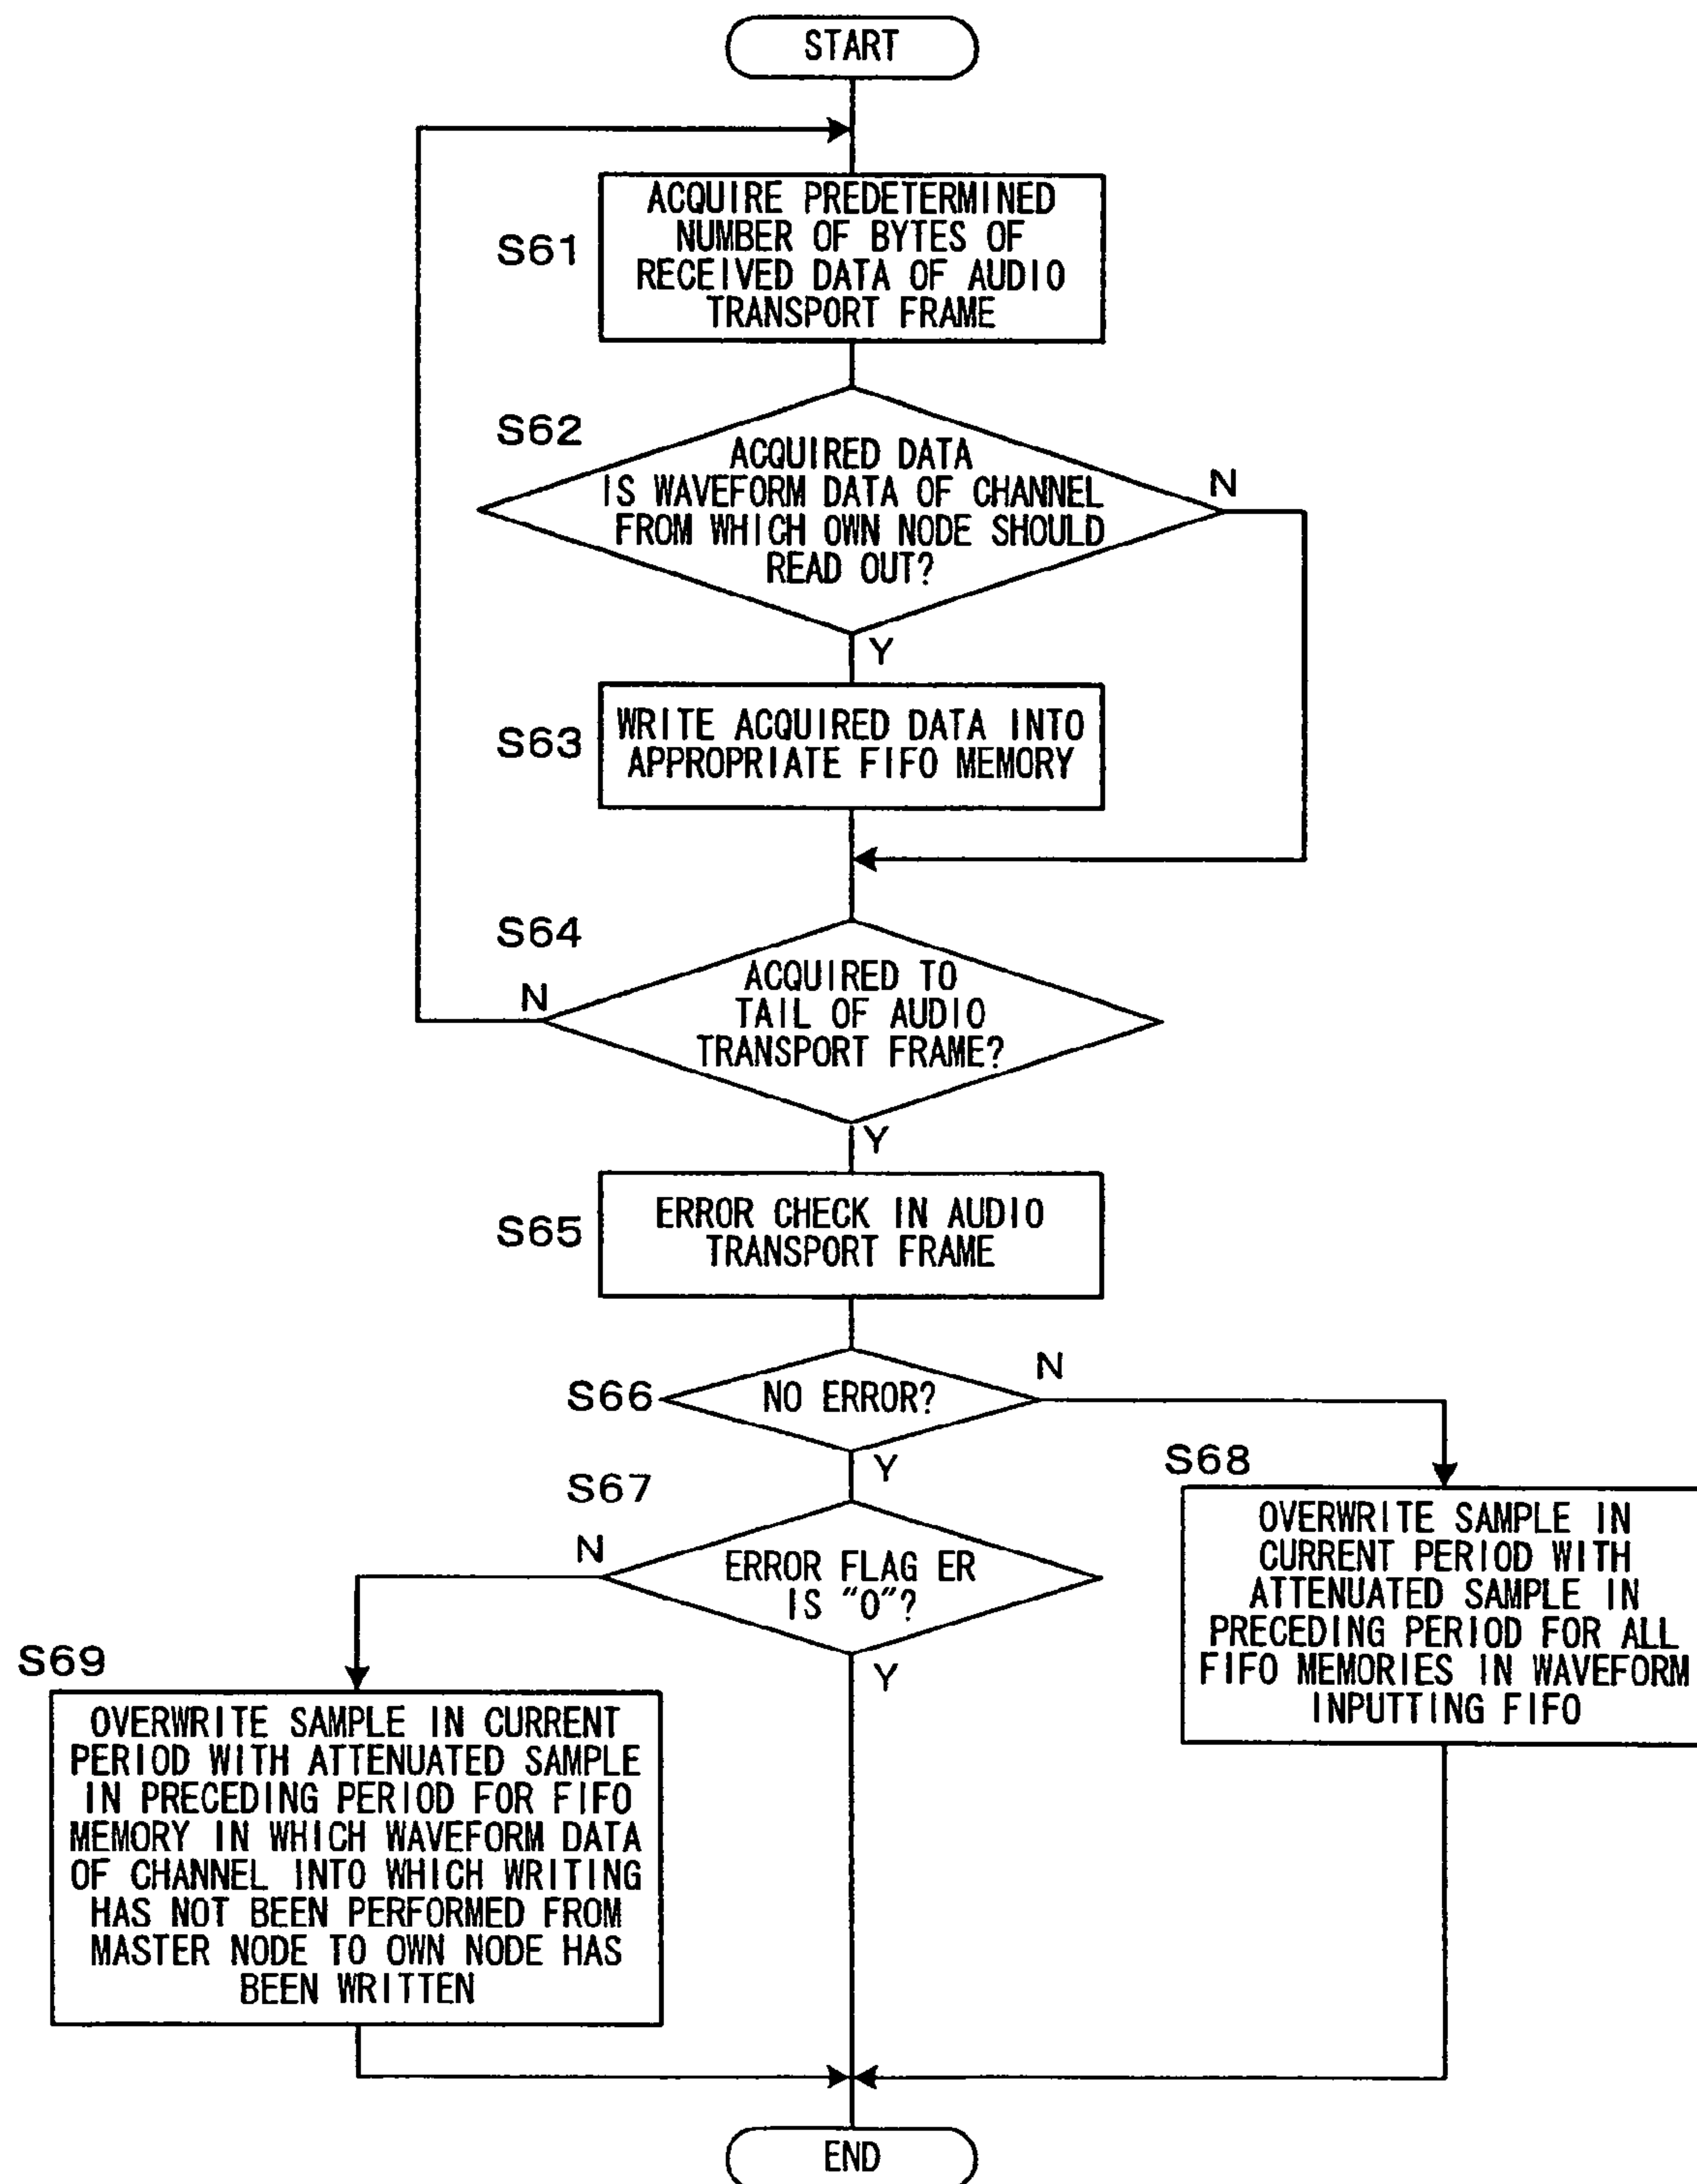 START
S61
ACQUIRE PREDETERMINED
NUMBER OF BYTES OF
RECEIVED DATA OF AUDIO
TRANSPORT FRAME
S62
ACQUIRED DATA
IS WAVEFORM DATA OF CHANNEL
FROM WHICH OWN NODE SHOULD
READ OUT?
N
Y
S63
WRITE ACQUIRED DATA INTO
APPROPRIATE FIFO MEMORY
S64
ACQUIRED TO
TAIL OF AUDIO
TRANSPORT FRAME?
N
Y
S65
ERROR CHECK IN AUDIO
TRANSPORT FRAME
S66
NO ERROR?
N
Y
S67
ERROR FLAG ER
IS "0"?
N
Y
S68
OVERWRITE SAMPLE IN
CURRENT PERIOD WITH
ATTENUATED SAMPLE IN
PRECEDING PERIOD FOR ALL
FIFO MEMORIES IN WAVEFORM
INPUTTING FIFO
S69
OVERWRITE SAMPLE IN CURRENT
PERIOD WITH ATTENUATED SAMPLE
IN PRECEDING PERIOD FOR FIFO
MEMORY IN WHICH WAVEFORM DATA
OF CHANNEL INTO WHICH WRITING
HAS NOT BEEN PERFORMED FROM
MASTER NODE TO OWN NODE HAS
BEEN WRITTEN
END